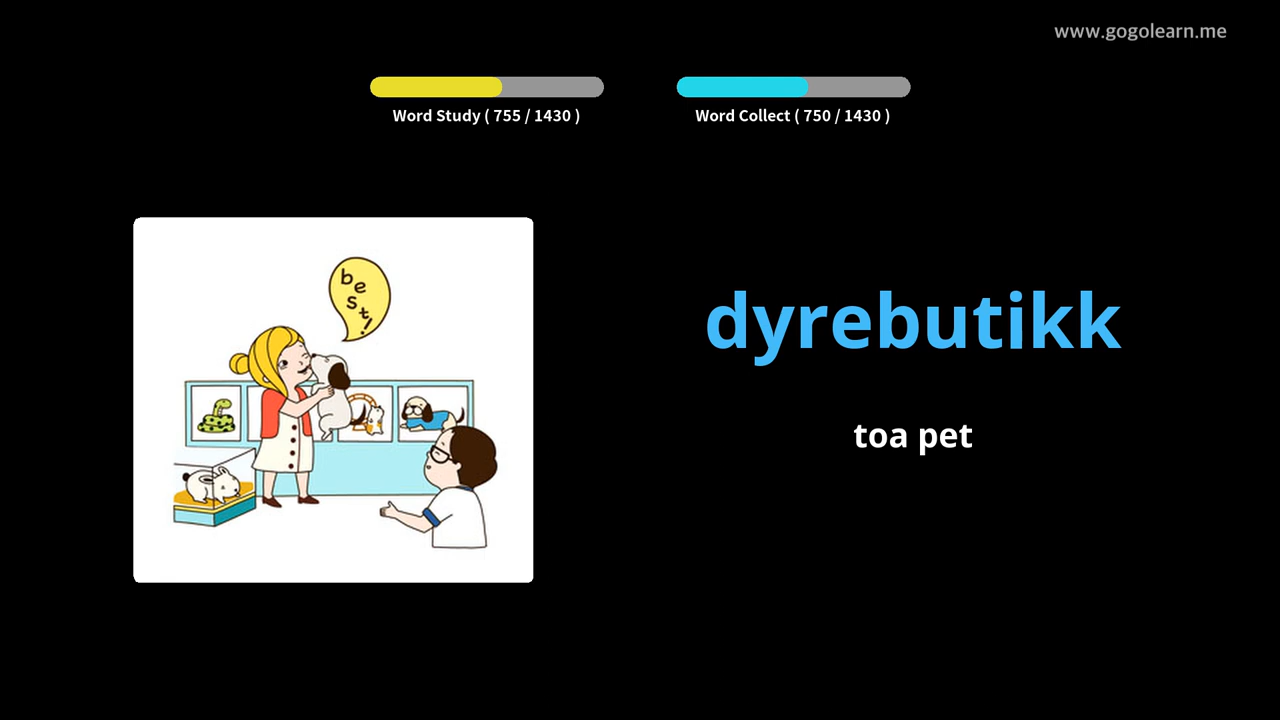 www.gogolearn.me
Word Study ( 755 / 1430 )
Word Collect ( 750 / 1430 )
best!
dyrebutikk
toa pet